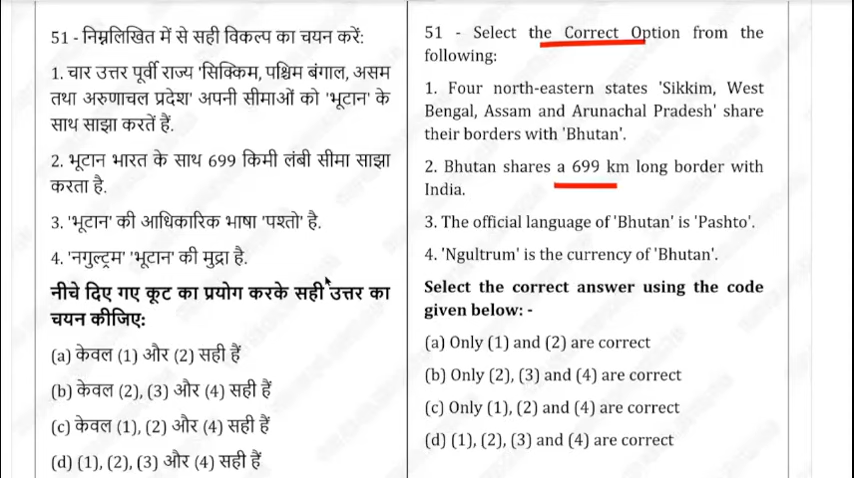 51 - निम्नलिखित में से सही विकल्प का चयन करें:
1. चार उत्तर पूर्वी राज्य 'सिक्किम, पश्चिम बंगाल, असम
तथा अरुणाचल प्रदेश' अपनी सीमाओं को 'भूटान' के
साथ साझा करतें हैं.
2. भूटान भारत के साथ 699 किमी लंबी सीमा साझा
करता है.
3. 'भूटान' की आधिकारिक भाषा 'पश्तो' है.
4. 'नगुल्ट्रम' 'भूटान' की मुद्रा है.
नीचे दिए गए कूट का प्रयोग करके सही उत्तर का
चयन कीजिए:
(a) केवल (1) और (2) सही हैं
(b) केवल (2), (3) और (4) सही हैं
(c) केवल (1), (2) और (4) सही हैं
(d) (1), (2), (3) और (4) सही हैं
51 - Select the Correct Option from the
following:
1. Four north-eastern states 'Sikkim, West
Bengal, Assam and Arunachal Pradesh' share
their borders with 'Bhutan'.
2. Bhutan shares a 699 km long border with
India.
3. The official language of 'Bhutan' is 'Pashto'.
4. 'Ngultrum' is the currency of 'Bhutan'.
Select the correct answer using the code
given below: -
(a) Only (1) and (2) are correct
(b) Only (2), (3) and (4) are correct
(c) Only (1), (2) and (4) are correct
(d) (1), (2), (3) and (4) are correct